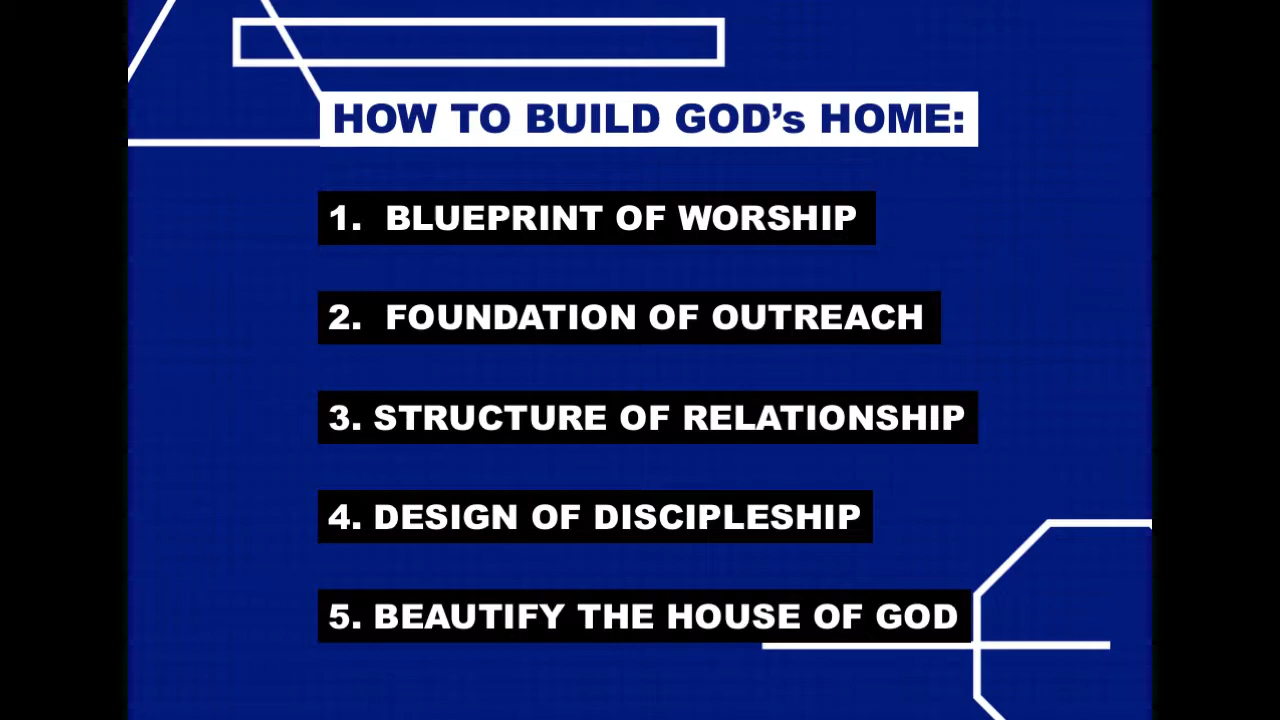 HOW TO BUILD GOD’s HOME:
1. BLUEPRINT OF WORSHIP
2. FOUNDATION OF OUTREACH
3. STRUCTURE OF RELATIONSHIP
4. DESIGN OF DISCIPLESHIP
5. BEAUTIFY THE HOUSE OF GOD